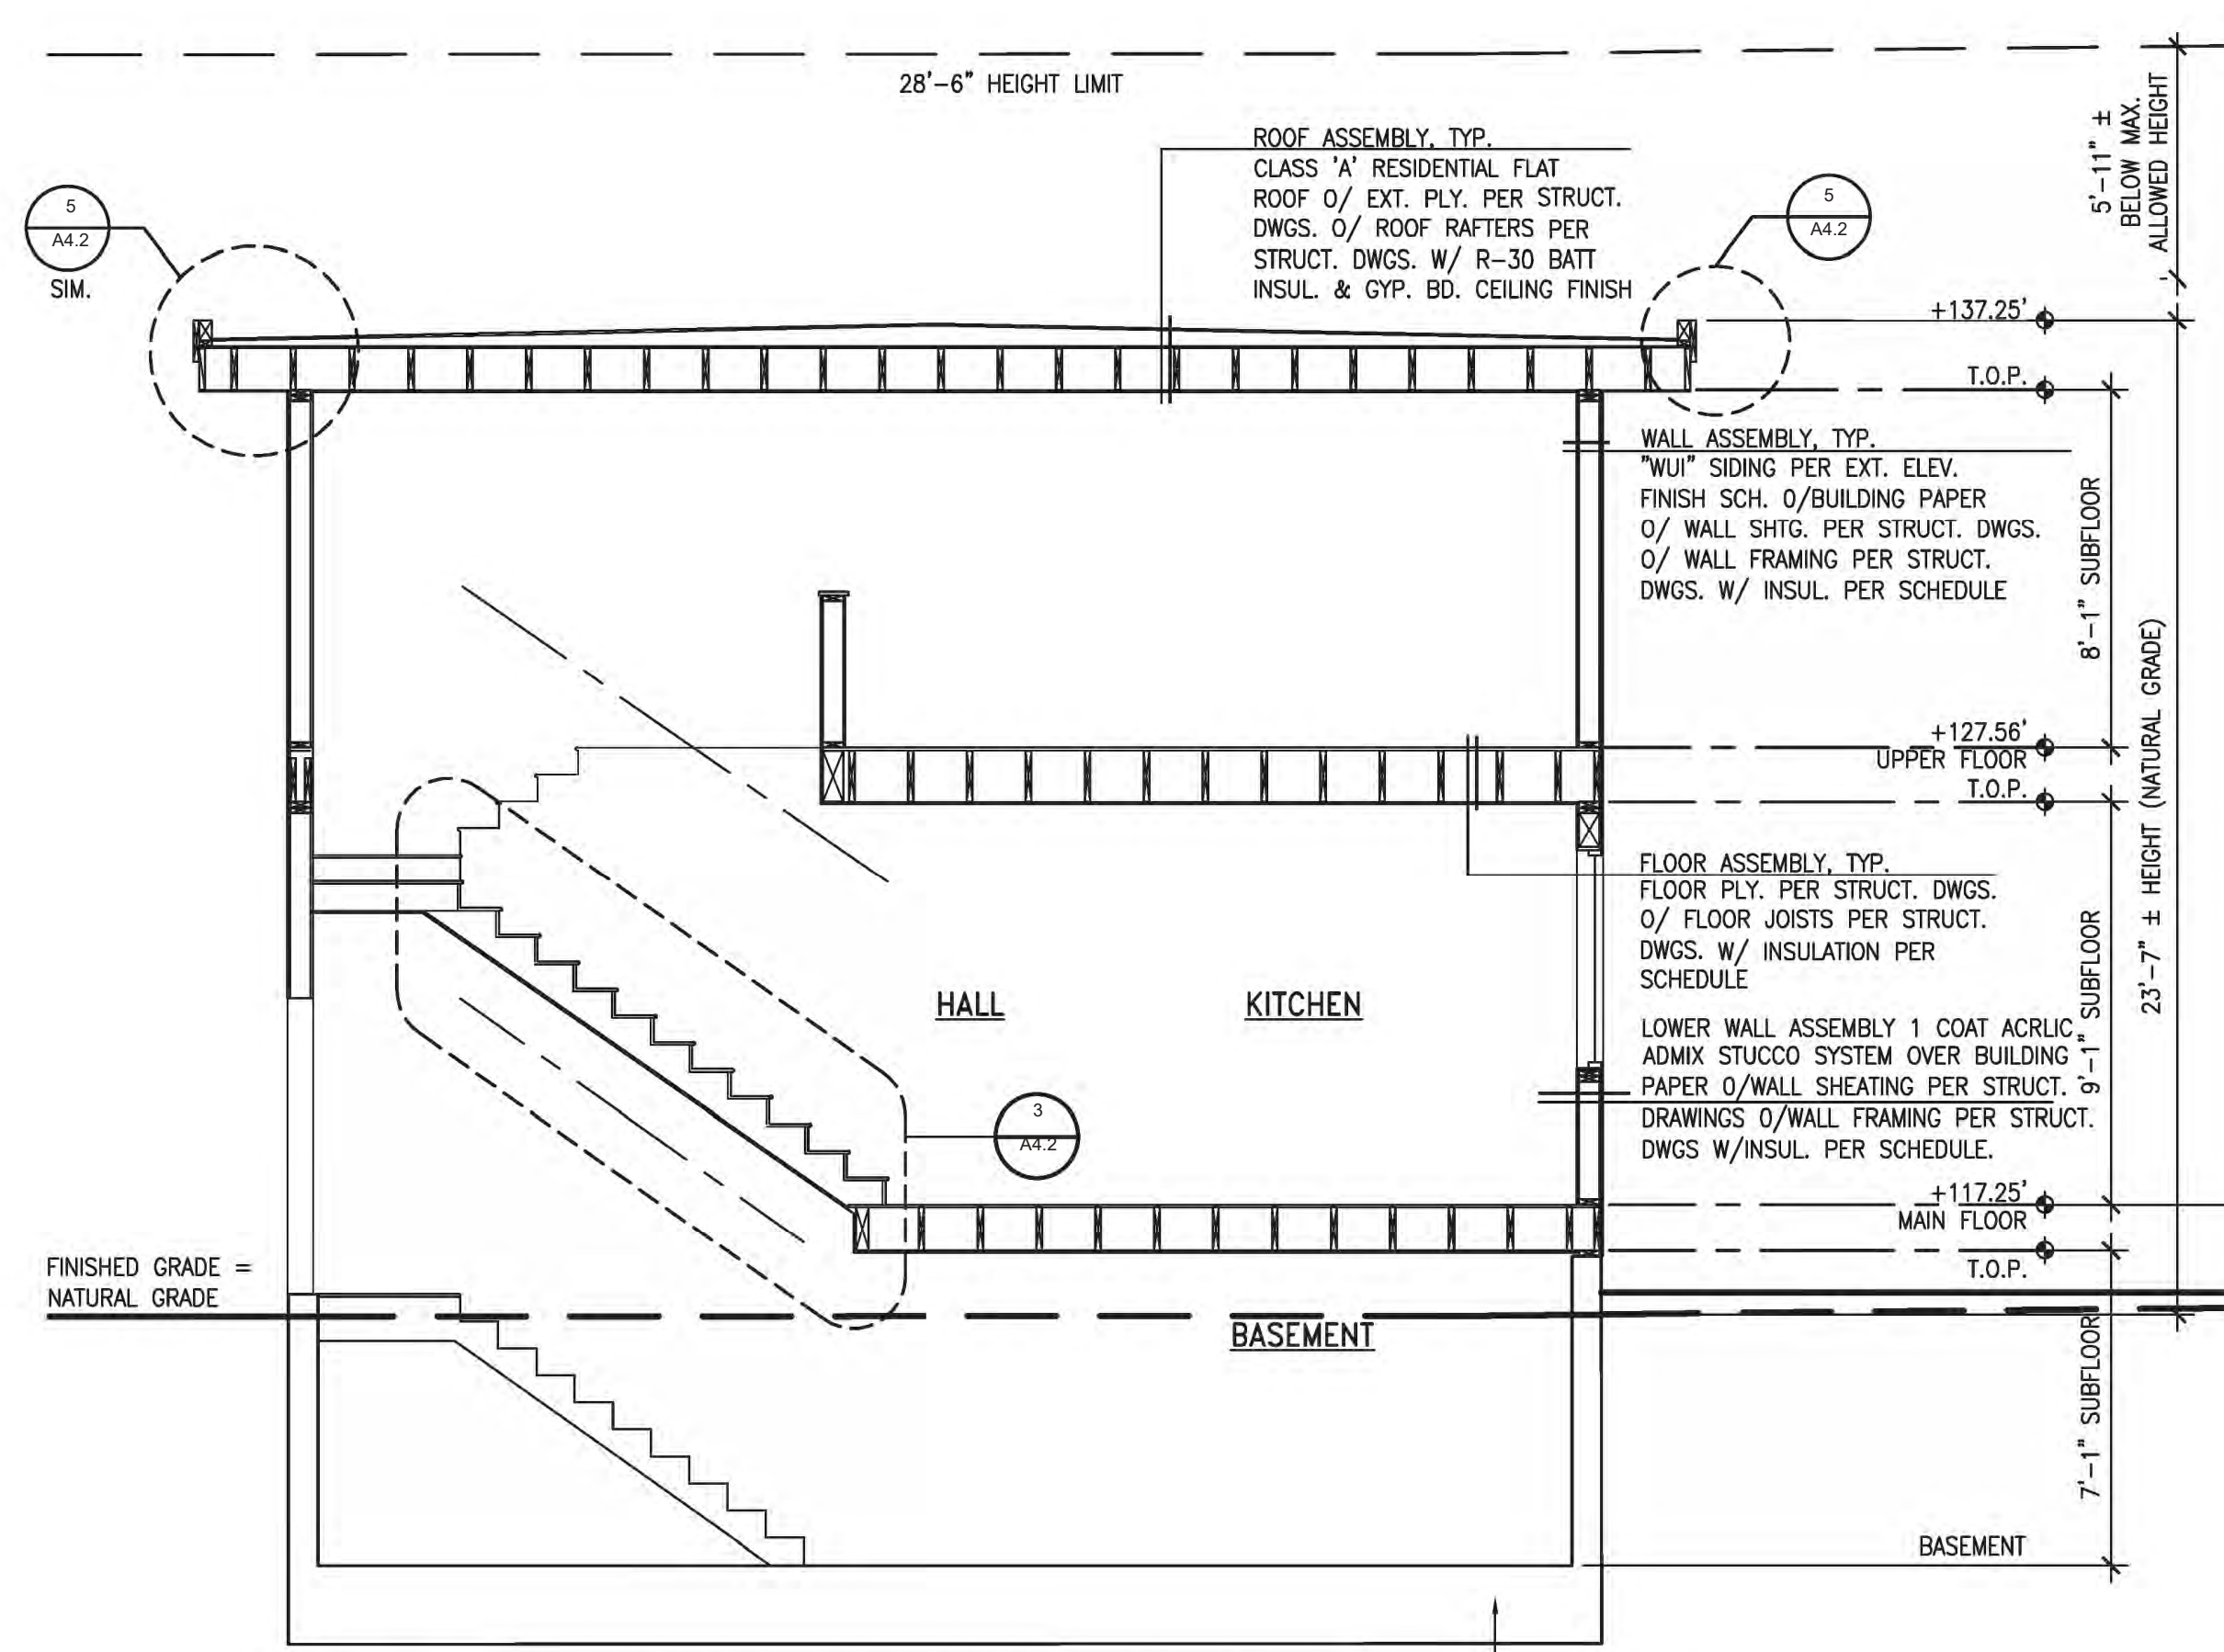 28'-6" HEIGHT LIMIT
5'-11" ±
BELOW MAX.
ALLOWED HEIGHT
ROOF ASSEMBLY, TYP.
CLASS 'A' RESIDENTIAL FLAT
ROOF O/ EXT. PLY. PER STRUCT.
DWGS. O/ ROOF RAFTERS PER
STRUCT. DWGS. W/ R-30 BATT
INSUL. & GYP. BD. CEILING FINISH
5
A4.2
SIM.
5
A4.2
+137.25'
T.O.P.
WALL ASSEMBLY, TYP.
"WUI" SIDING PER EXT. ELEV.
FINISH SCH. O/BUILDING PAPER
O/ WALL SHTG. PER STRUCT. DWGS.
O/ WALL FRAMING PER STRUCT.
DWGS. W/ INSUL. PER SCHEDULE
8'-1" SUBFLOOR
23'-7" ± HEIGHT (NATURAL GRADE)
+127.56'
UPPER FLOOR
T.O.P.
FLOOR ASSEMBLY, TYP.
FLOOR PLY. PER STRUCT. DWGS.
O/ FLOOR JOISTS PER STRUCT.
DWGS. W/ INSULATION PER
SCHEDULE
HALL
KITCHEN
9'-1" SUBFLOOR
LOWER WALL ASSEMBLY 1 COAT ACRLIC
ADMIX STUCCO SYSTEM OVER BUILDING
PAPER O/WALL SHEATING PER STRUCT.
DRAWINGS O/WALL FRAMING PER STRUCT.
DWGS W/INSUL. PER SCHEDULE.
3
A4.2
+117.25'
MAIN FLOOR
T.O.P.
FINISHED GRADE =
NATURAL GRADE
BASEMENT
7'-1" SUBFLOOR
BASEMENT